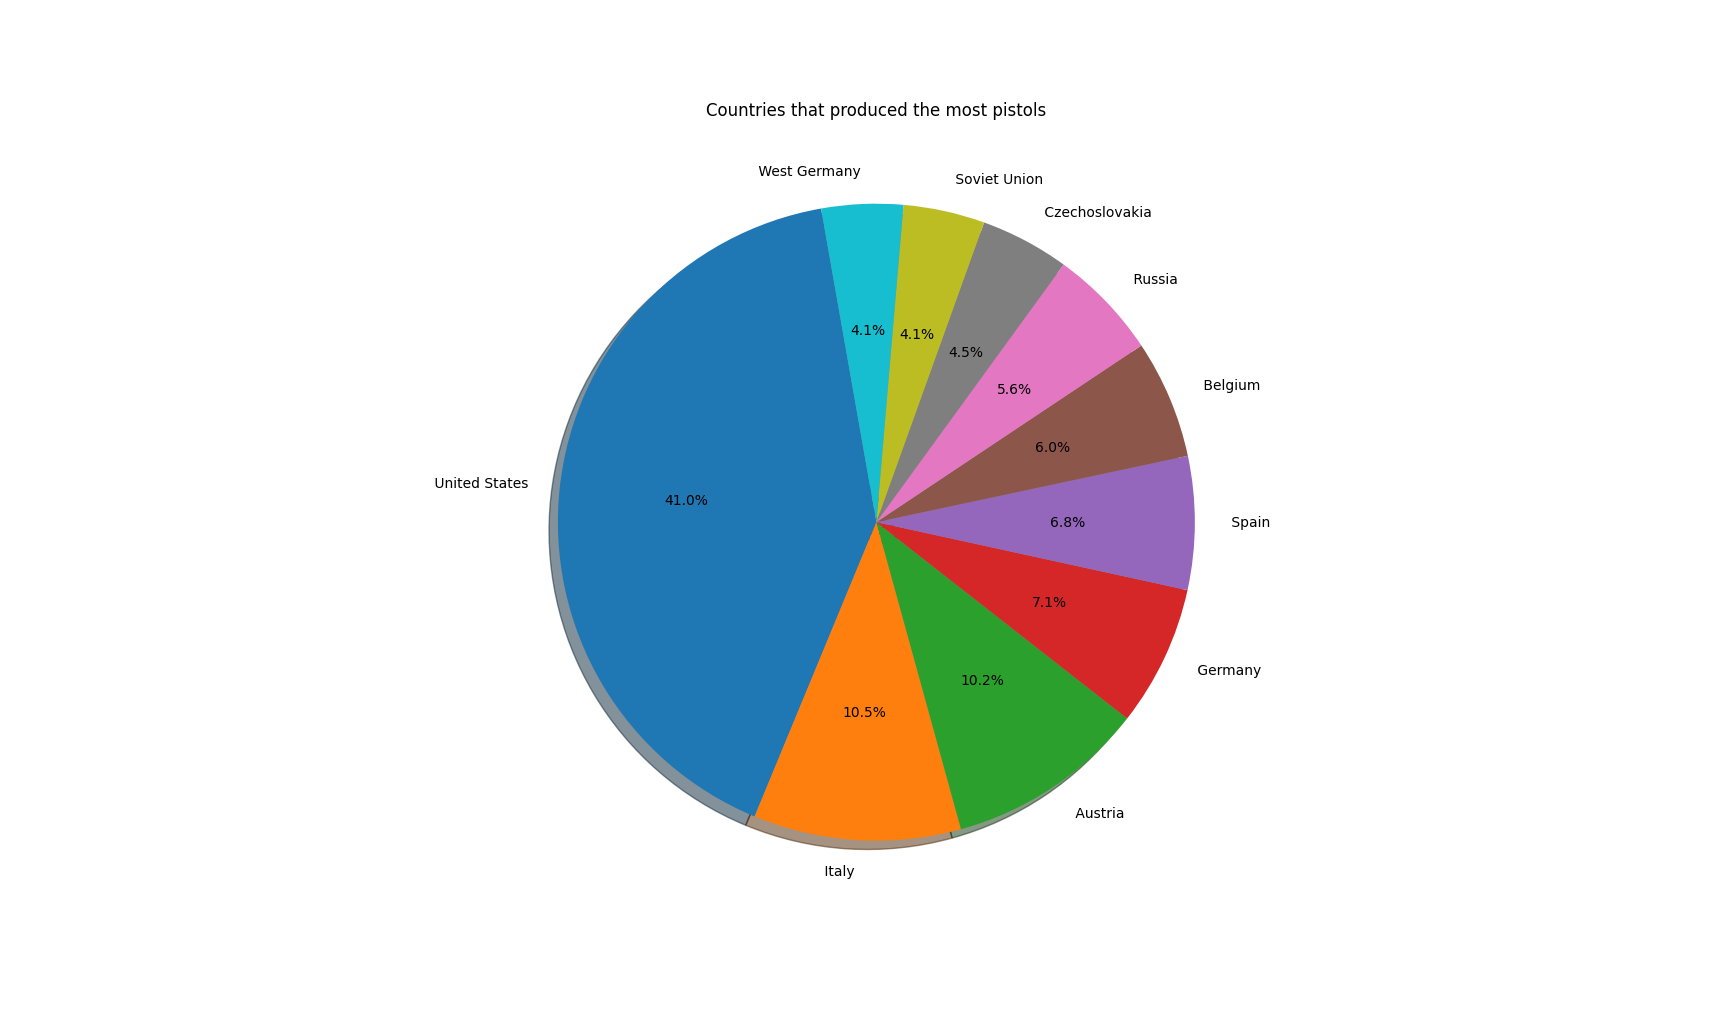 Countries that produced the most pistols
West Germany
Soviet Union
Czechoslovakia
Russia
Belgium
Spain
Germany
Austria
Italy
United States
4.1%
4.1%
4.5%
5.6%
6.0%
6.8%
7.1%
10.2%
10.5%
41.0%